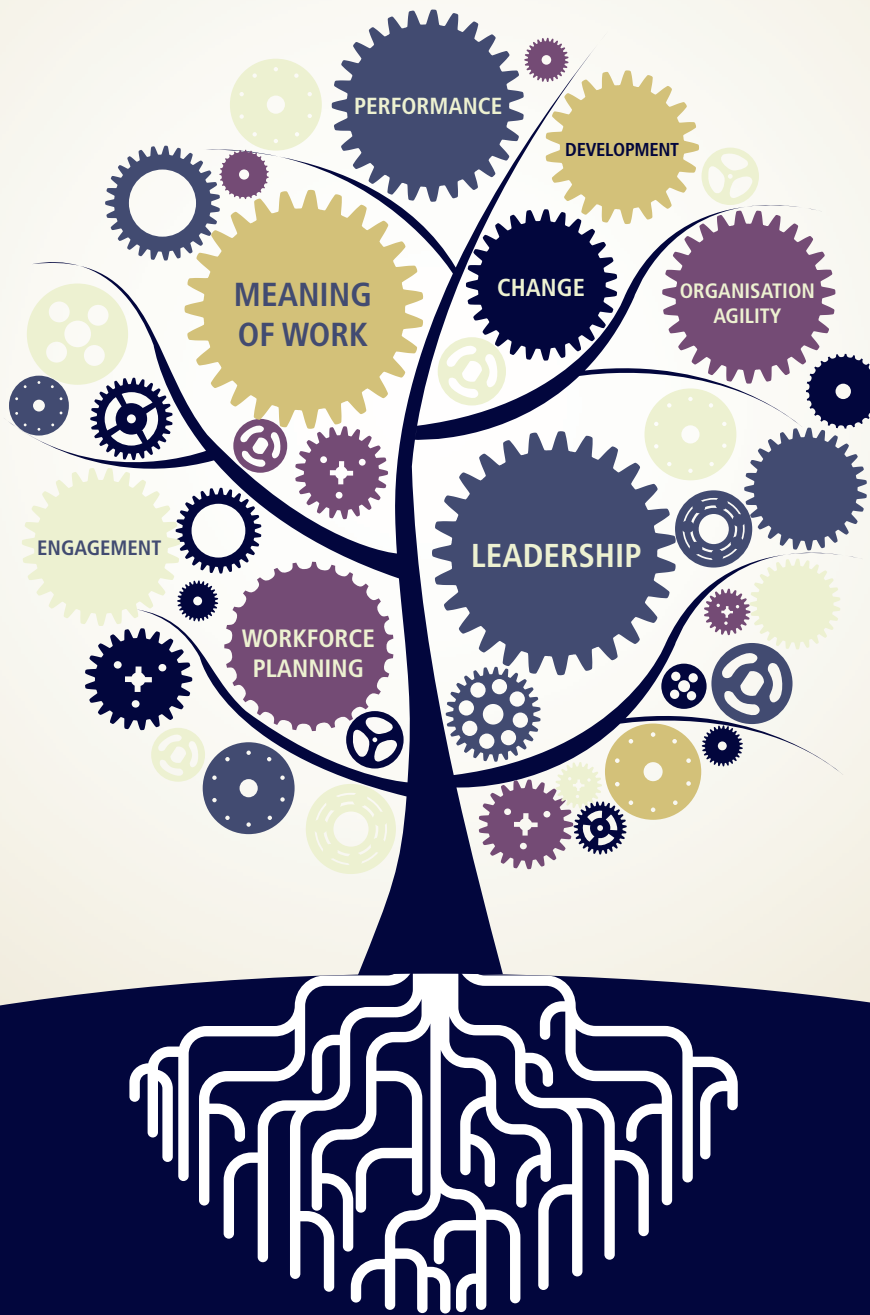 PERFORMANCE
DEVELOPMENT
MEANING
OF WORK
CHANGE
ORGANISATION
AGILITY
ENGAGEMENT
LEADERSHIP
WORKFORCE
PLANNING